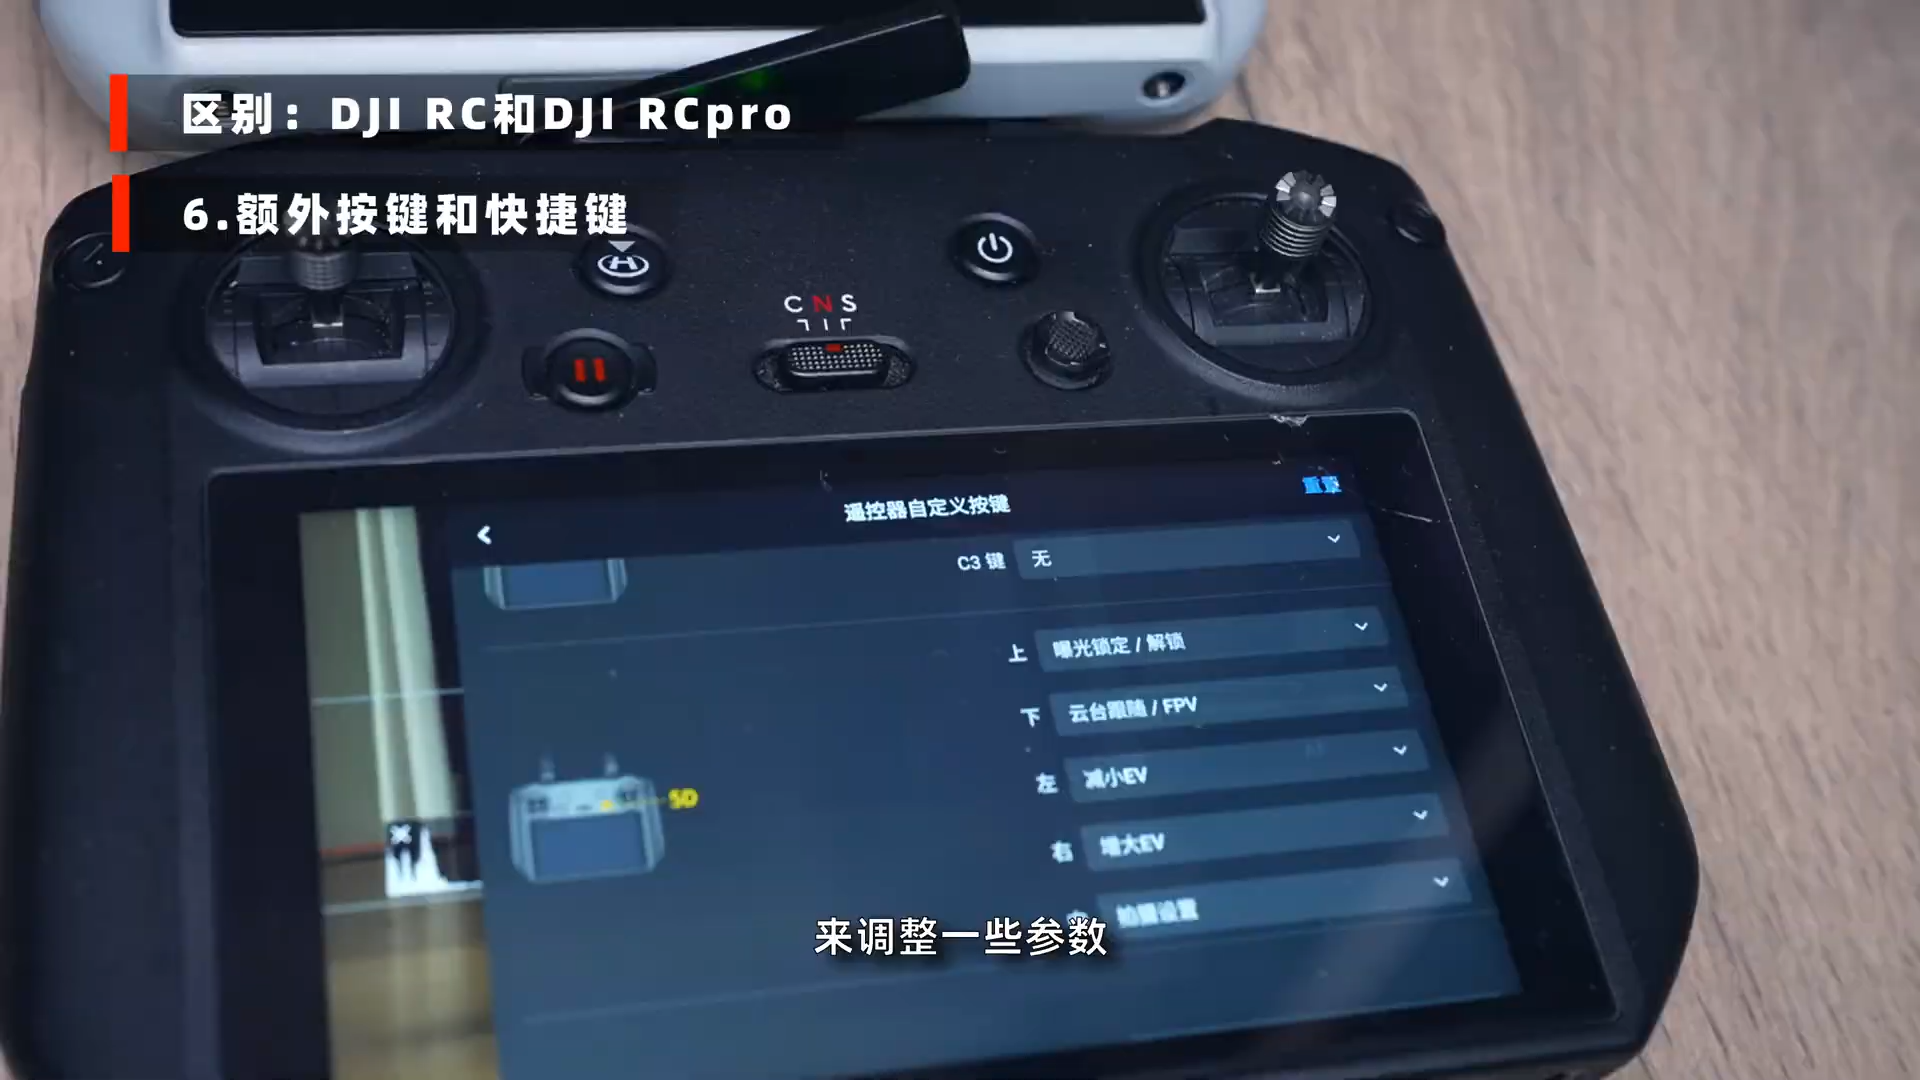 区别：DJI RC和DJI RCpro
6.额外按键和快捷键
C N S
遥控器自定义按键
重置
C3 键 无
上 曝光锁定 / 解锁
下 云台跟随 / FPV
左 减小EV
5D
右 增大EV
拍摄设置
来调整一些参数